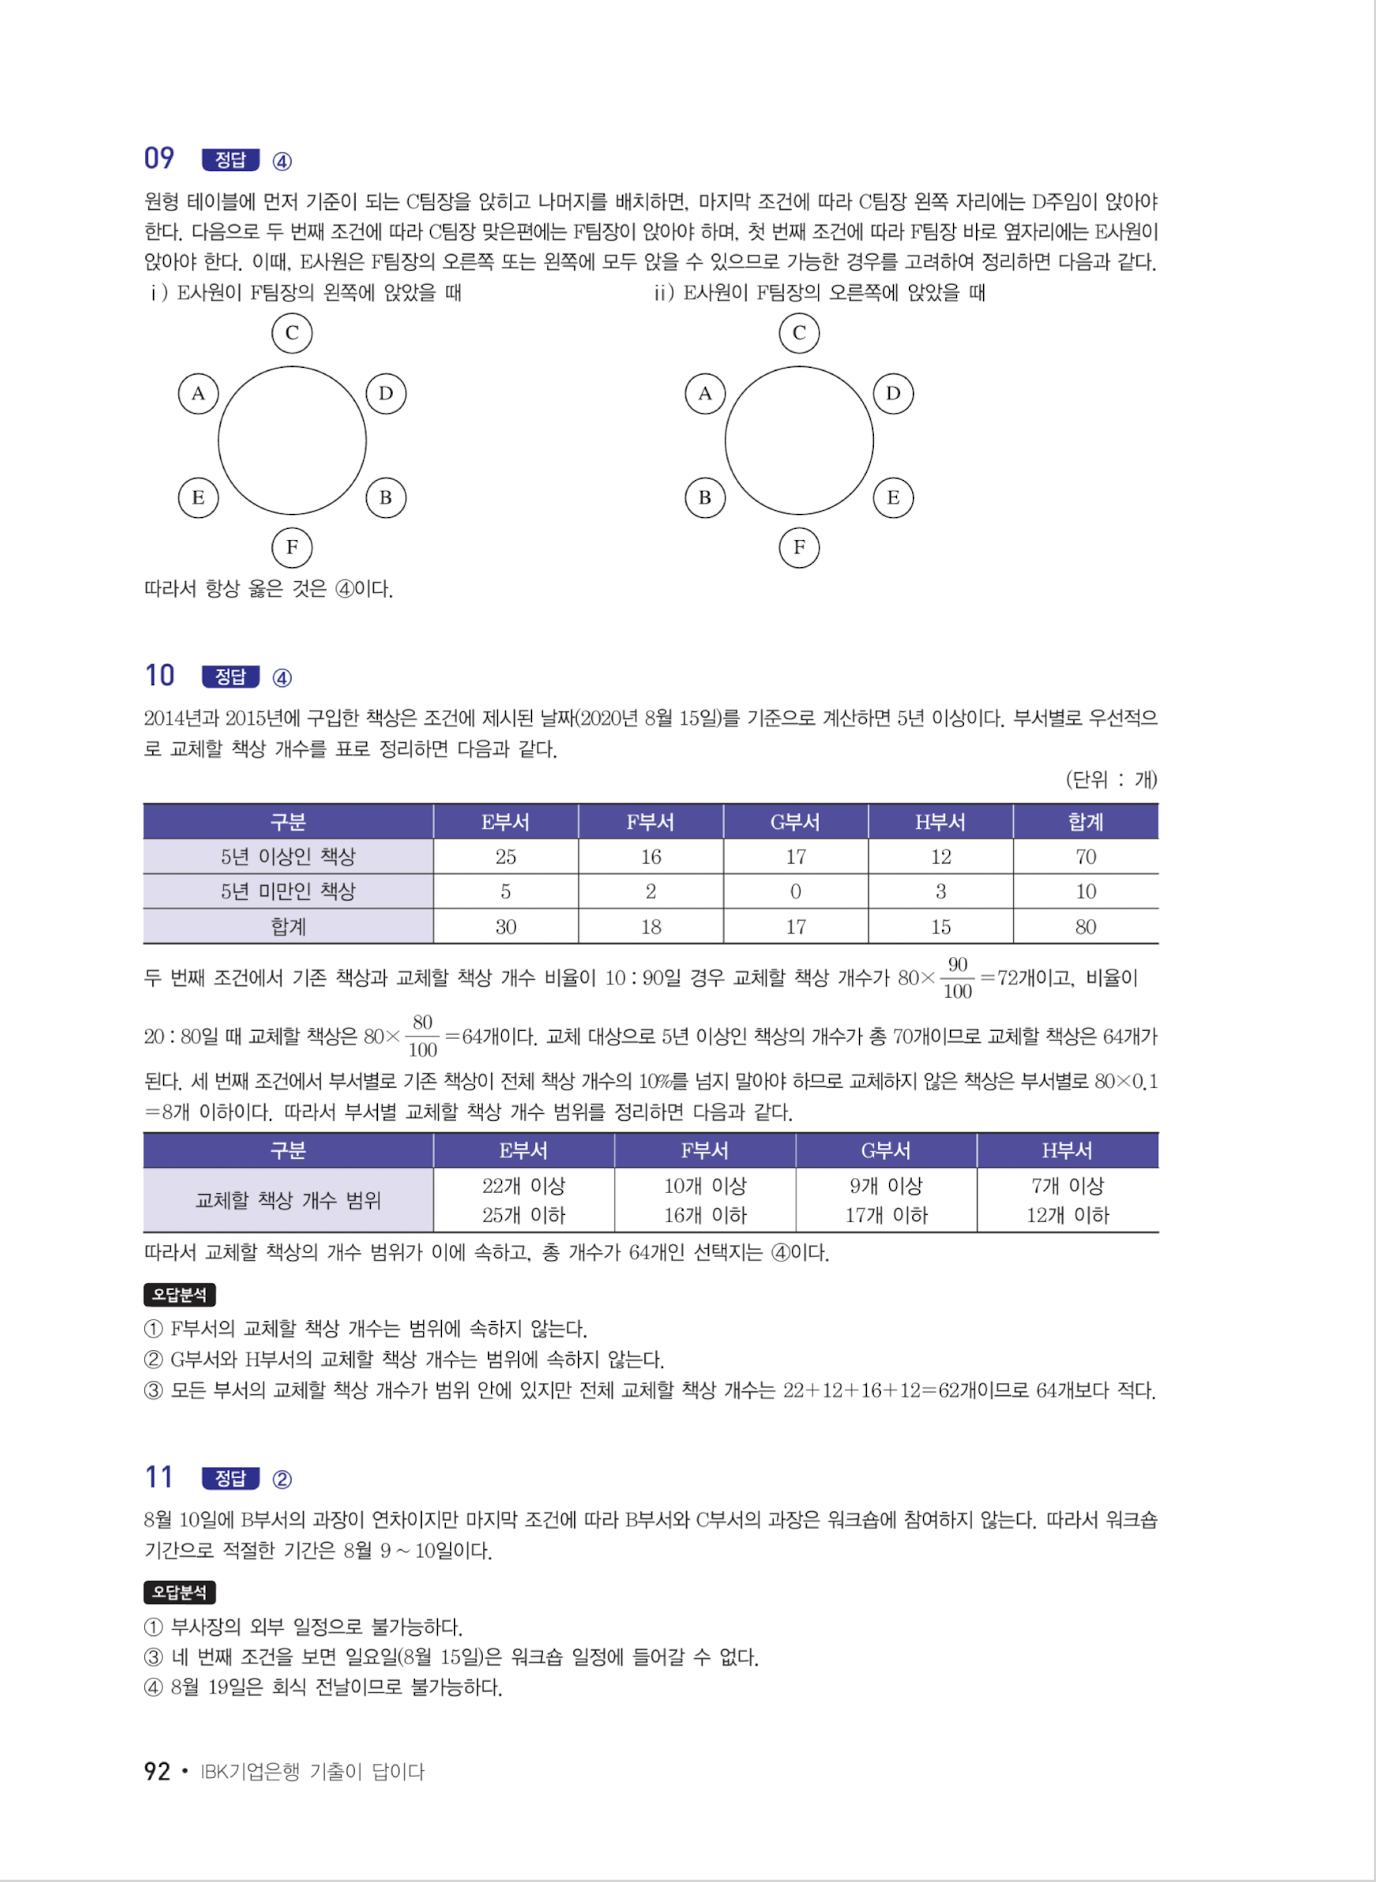 09 정답 ④
원형 테이블에 먼저 기준이 되는 C팀장을 앉히고 나머지를 배치하면, 마지막 조건에 따라 C팀장 왼쪽 자리에는 D주임이 앉아야
한다. 다음으로 두 번째 조건에 따라 C팀장 맞은편에는 F팀장이 앉아야 하며, 첫 번째 조건에 따라 F팀장 바로 옆자리에는 E사원이
앉아야 한다. 이때, E사원은 F팀장의 오른쪽 또는 왼쪽에 모두 앉을 수 있으므로 가능한 경우를 고려하여 정리하면 다음과 같다.
ⅰ) E사원이 F팀장의 왼쪽에 앉았을 때
C
A D
E B
F
ⅱ) E사원이 F팀장의 오른쪽에 앉았을 때
C
A D
B E
F
따라서 항상 옳은 것은 ④이다.
10 정답 ④
2014년과 2015년에 구입한 책상은 조건에 제시된 날짜(2020년 8월 15일)를 기준으로 계산하면 5년 이상이다. 부서별로 우선적으
로 교체할 책상 개수를 표로 정리하면 다음과 같다.
(단위 : 개)
구분 E부서 F부서 G부서 H부서 합계
5년 이상인 책상 25 16 17 12 70
5년 미만인 책상 5 2 0 3 10
합계 30 18 17 15 80
두 번째 조건에서 기존 책상과 교체할 책상 개수 비율이 10 : 90일 경우 교체할 책상 개수가 80×90/100=72개이고, 비율이
20 : 80일 때 교체할 책상은 80×80/100=64개이다. 교체 대상으로 5년 이상인 책상의 개수가 총 70개이므로 교체할 책상은 64개가
된다. 세 번째 조건에서 부서별로 기존 책상이 전체 책상 개수의 10%를 넘지 말아야 하므로 교체하지 않은 책상은 부서별로 80×0.1
=8개 이하이다. 따라서 부서별 교체할 책상 개수 범위를 정리하면 다음과 같다.
구분 E부서 F부서 G부서 H부서
교체할 책상 개수 범위 22개 이상 10개 이상 9개 이상 7개 이상
25개 이하 16개 이하 17개 이하 12개 이하
따라서 교체할 책상의 개수 범위가 이에 속하고, 총 개수가 64개인 선택지는 ④이다.
오답분석
① F부서의 교체할 책상 개수는 범위에 속하지 않는다.
② G부서와 H부서의 교체할 책상 개수는 범위에 속하지 않는다.
③ 모든 부서의 교체할 책상 개수가 범위 안에 있지만 전체 교체할 책상 개수는 22+12+16+12=62개이므로 64개보다 적다.
11 정답 ②
8월 10일에 B부서의 과장이 연차이지만 마지막 조건에 따라 B부서와 C부서의 과장은 워크숍에 참여하지 않는다. 따라서 워크숍
기간으로 적절한 기간은 8월 9 ~ 10일이다.
오답분석
① 부사장의 외부 일정으로 불가능하다.
③ 네 번째 조건을 보면 일요일(8월 15일)은 워크숍 일정에 들어갈 수 없다.
④ 8월 19일은 회식 전날이므로 불가능하다.
92 • IBK기업은행 기출이 답이다